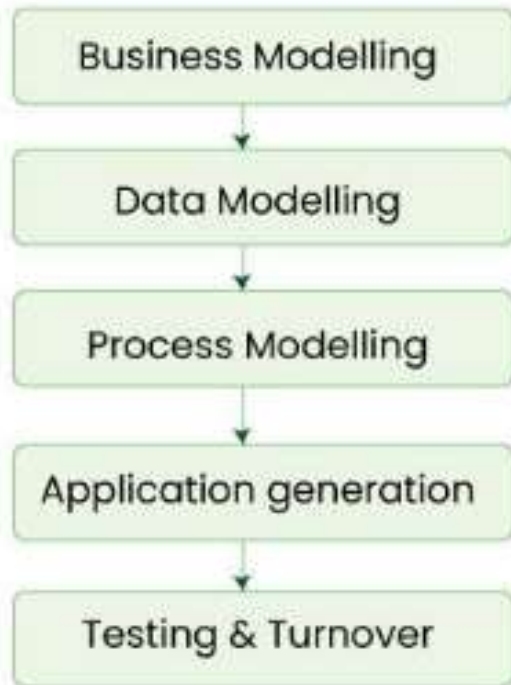 Business Modelling
Data Modelling
Process Modelling
Application generation
Testing & Turnover